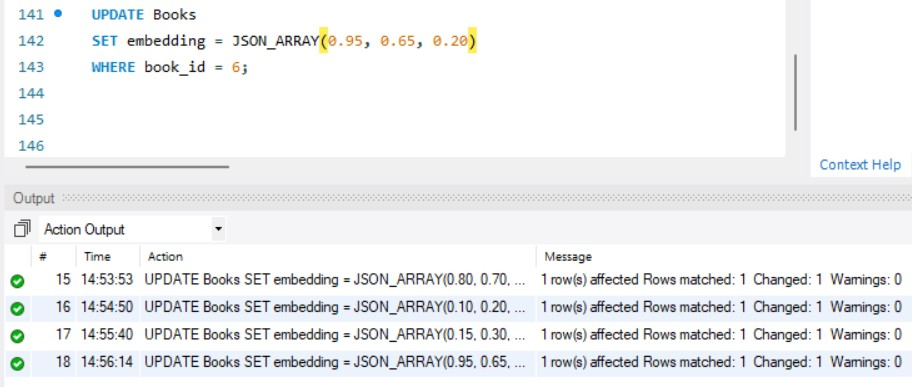 141 UPDATE Books
142 SET embedding = JSON_ARRAY(0.95, 0.65, 0.20)
143 WHERE book_id = 6;
144
145
146
Context Help
Output
Action Output
# Time Action Message
15 14:53:53 UPDATE Books SET embedding = JSON_ARRAY(0.80, 0.70, ... 1 row(s) affected Rows matched: 1 Changed: 1 Warnings: 0
16 14:54:50 UPDATE Books SET embedding = JSON_ARRAY(0.10, 0.20, ... 1 row(s) affected Rows matched: 1 Changed: 1 Warnings: 0
17 14:55:40 UPDATE Books SET embedding = JSON_ARRAY(0.15, 0.30, ... 1 row(s) affected Rows matched: 1 Changed: 1 Warnings: 0
18 14:56:14 UPDATE Books SET embedding = JSON_ARRAY(0.95, 0.65, ... 1 row(s) affected Rows matched: 1 Changed: 1 Warnings: 0